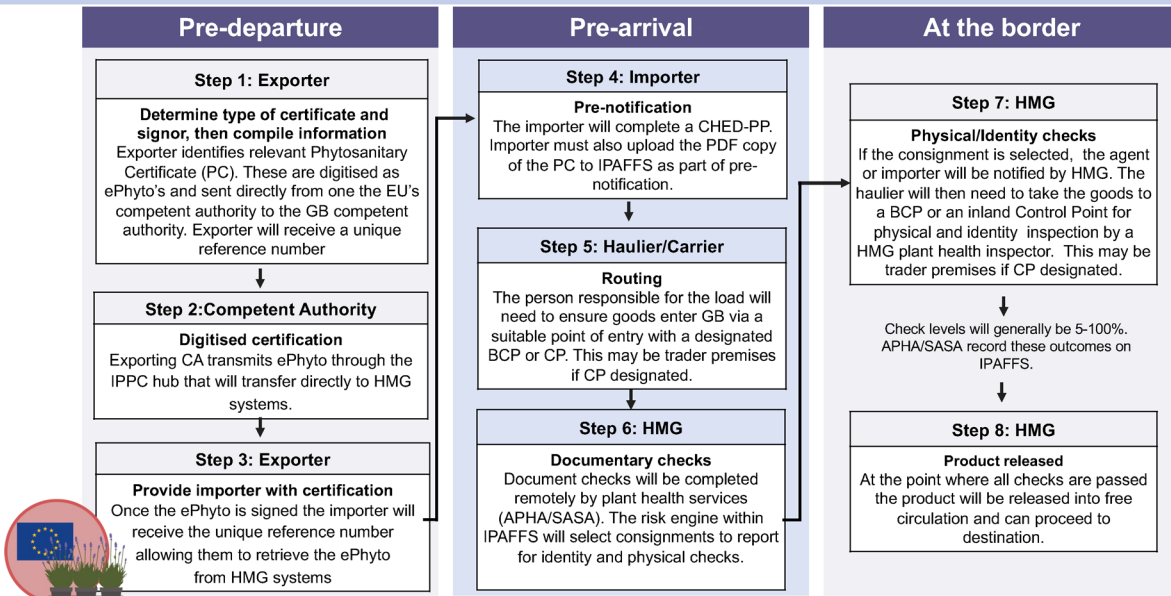 Pre-departure
Step 1: Exporter
Determine type of certificate and
signor, then compile information
Exporter identifies relevant Phytosanitary
Certificate (PC). These are digitised as
ePhyto’s and sent directly from one the EU’s
competent authority to the GB competent
authority. Exporter will receive a unique
reference number
Step 2:Competent Authority
Digitised certification
Exporting CA transmits ePhyto through the
IPPC hub that will transfer directly to HMG
systems.
Step 3: Exporter
Provide importer with certification
Once the ePhyto is signed the importer will
receive the unique reference number
allowing them to retrieve the ePhyto
from HMG systems
Pre-arrival
Step 4: Importer
Pre-notification
The importer will complete a CHED-PP.
Importer must also upload the PDF copy
of the PC to IPAFFS as part of pre-
notification.
Step 5: Haulier/Carrier
Routing
The person responsible for the load will
need to ensure goods enter GB via a
suitable point of entry with a designated
BCP or CP. This may be trader premises
if CP designated.
Step 6: HMG
Documentary checks
Document checks will be completed
remotely by plant health services
(APHA/SASA). The risk engine within
IPAFFS will select consignments to report
for identity and physical checks.
At the border
Step 7: HMG
Physical/Identity checks
If the consignment is selected, the agent
or importer will be notified by HMG. The
haulier will then need to take the goods to
a BCP or an inland Control Point for
physical and identity inspection by a
HMG plant health inspector. This may be
trader premises if CP designated.
Check levels will generally be 5-100%.
APHA/SASA record these outcomes on
IPAFFS.
Step 8: HMG
Product released
At the point where all checks are passed
the product will be released into free
circulation and can proceed to
destination.